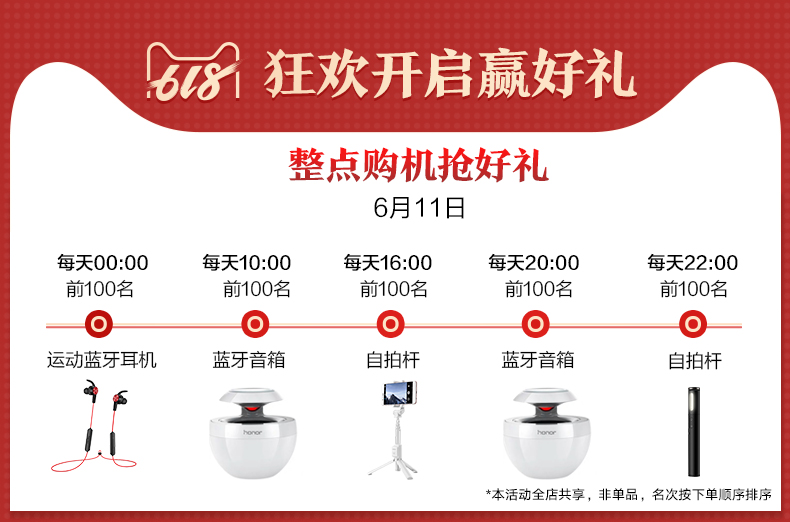 618 狂欢开启赢好礼
整点购机抢好礼
6月11日
每天00:00 每天10:00 每天16:00 每天20:00 每天22:00
前100名 前100名 前100名 前100名 前100名
运动蓝牙耳机 蓝牙音箱 自拍杆 蓝牙音箱 自拍杆
honor honor
*本活动全店共享，非单品，名次按下单顺序排序